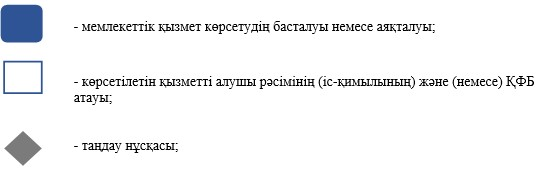 - мемлекеттік қызмет көрсетудің басталуы немесе аяқталуы;
- көрсетілетін қызметті алушы рәсімінің (іс-қимылының) және (немесе) ҚФБ
атауы;
- таңдау нұсқасы;